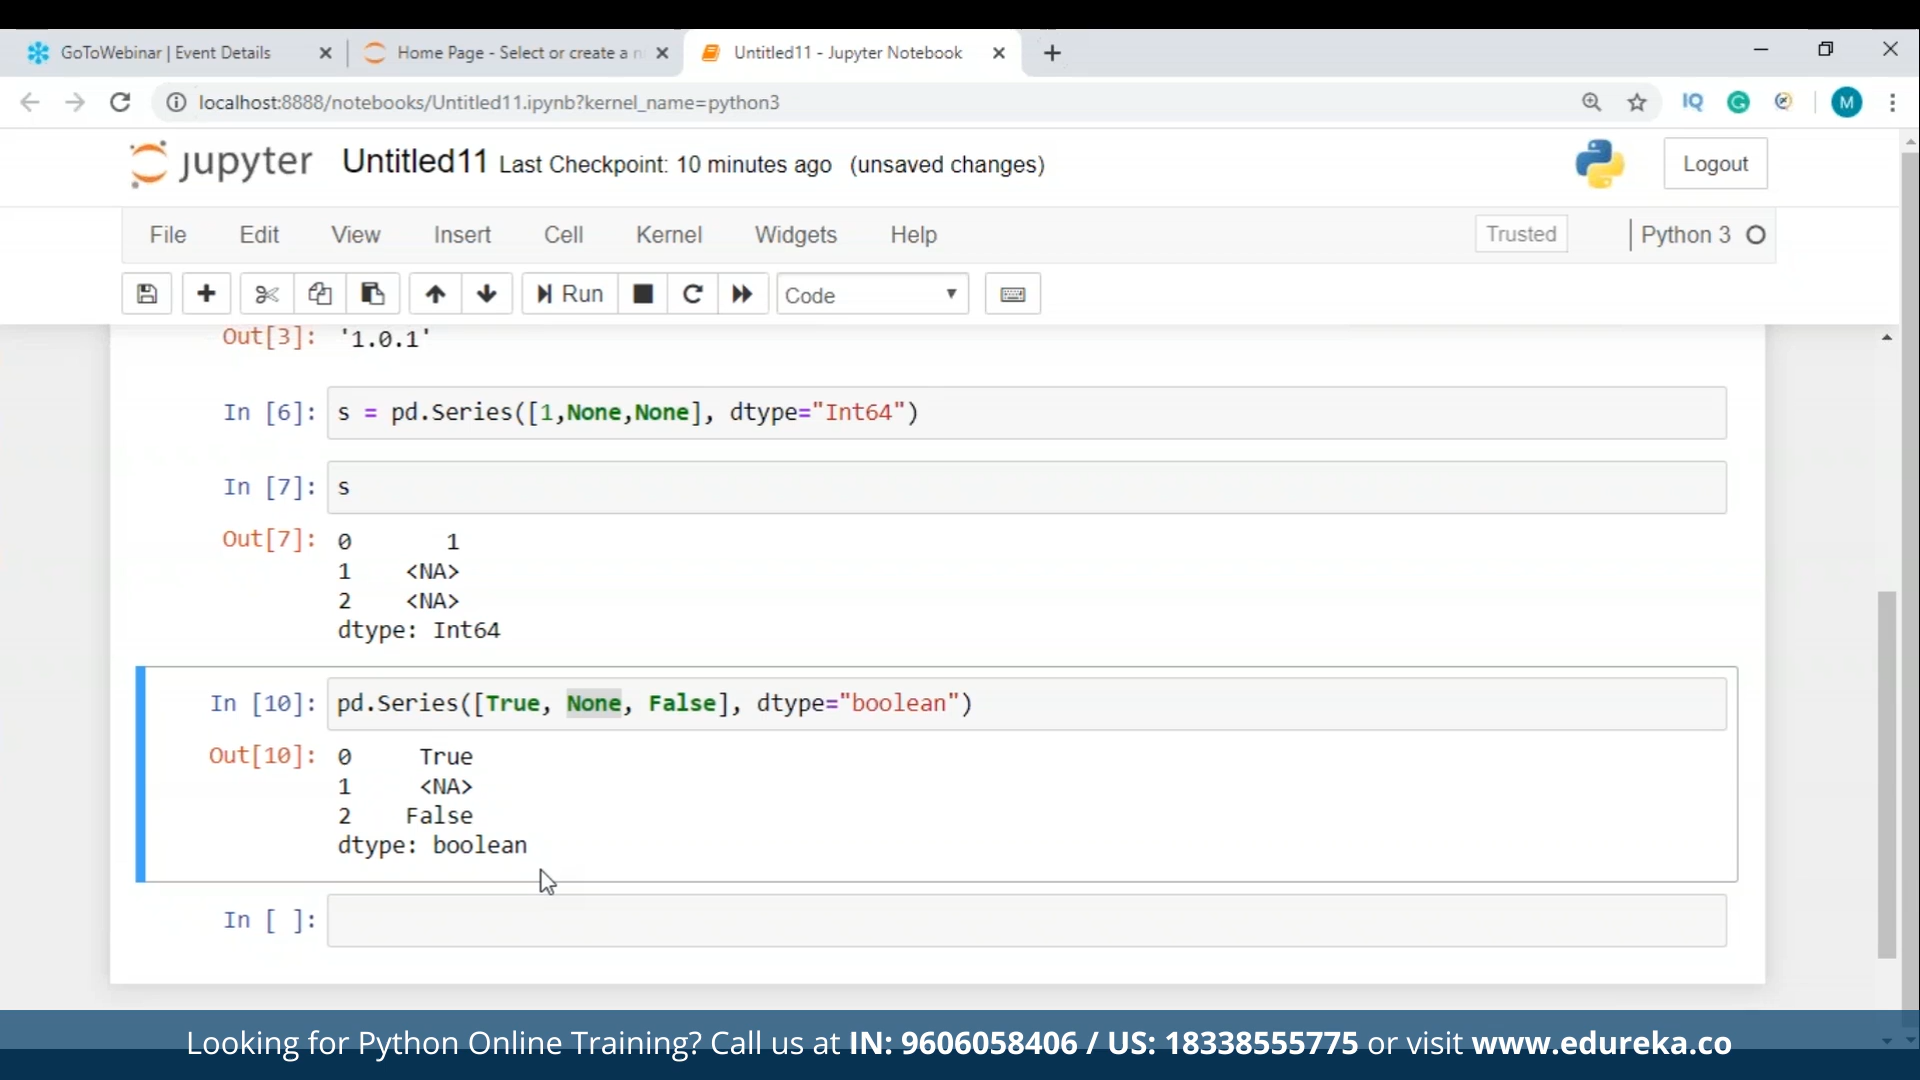 GoToWebinar | Event Details
Home Page - Select or create a n
Untitled11 - Jupyter Notebook
localhost:8888/notebooks/Untitled11.ipynb?kernel_name=python3
IQ
G
M
jupyter Untitled11 Last Checkpoint: 10 minutes ago (unsaved changes)
Logout
File Edit View Insert Cell Kernel Widgets Help
Trusted
Python 3
Run
Code
Out[3]: '1.0.1'
In [6]: s = pd.Series([1,None,None], dtype="Int64")
In [7]: s
Out[7]: 0 1
1 <NA>
2 <NA>
dtype: Int64
In [10]: pd.Series([True, None, False], dtype="boolean")
Out[10]: 0 True
1 <NA>
2 False
dtype: boolean
In [ ]:
Looking for Python Online Training? Call us at IN: 9606058406 / US: 18338555775 or visit www.edureka.co